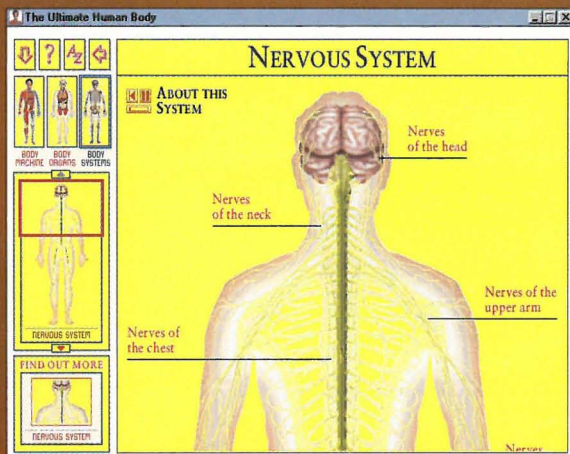 The Ultimate Human Body
NERVOUS SYSTEM
?
AZ
BODY
MACHINE
BODY
ORGANS
BODY
SYSTEMS
NERVOUS SYSTEM
FIND OUT MORE
NERVOUS SYSTEM
ABOUT THIS
SYSTEM
Nerves
of the head
Nerves
of the neck
Nerves of the
upper arm
Nerves of
the chest
Nerves